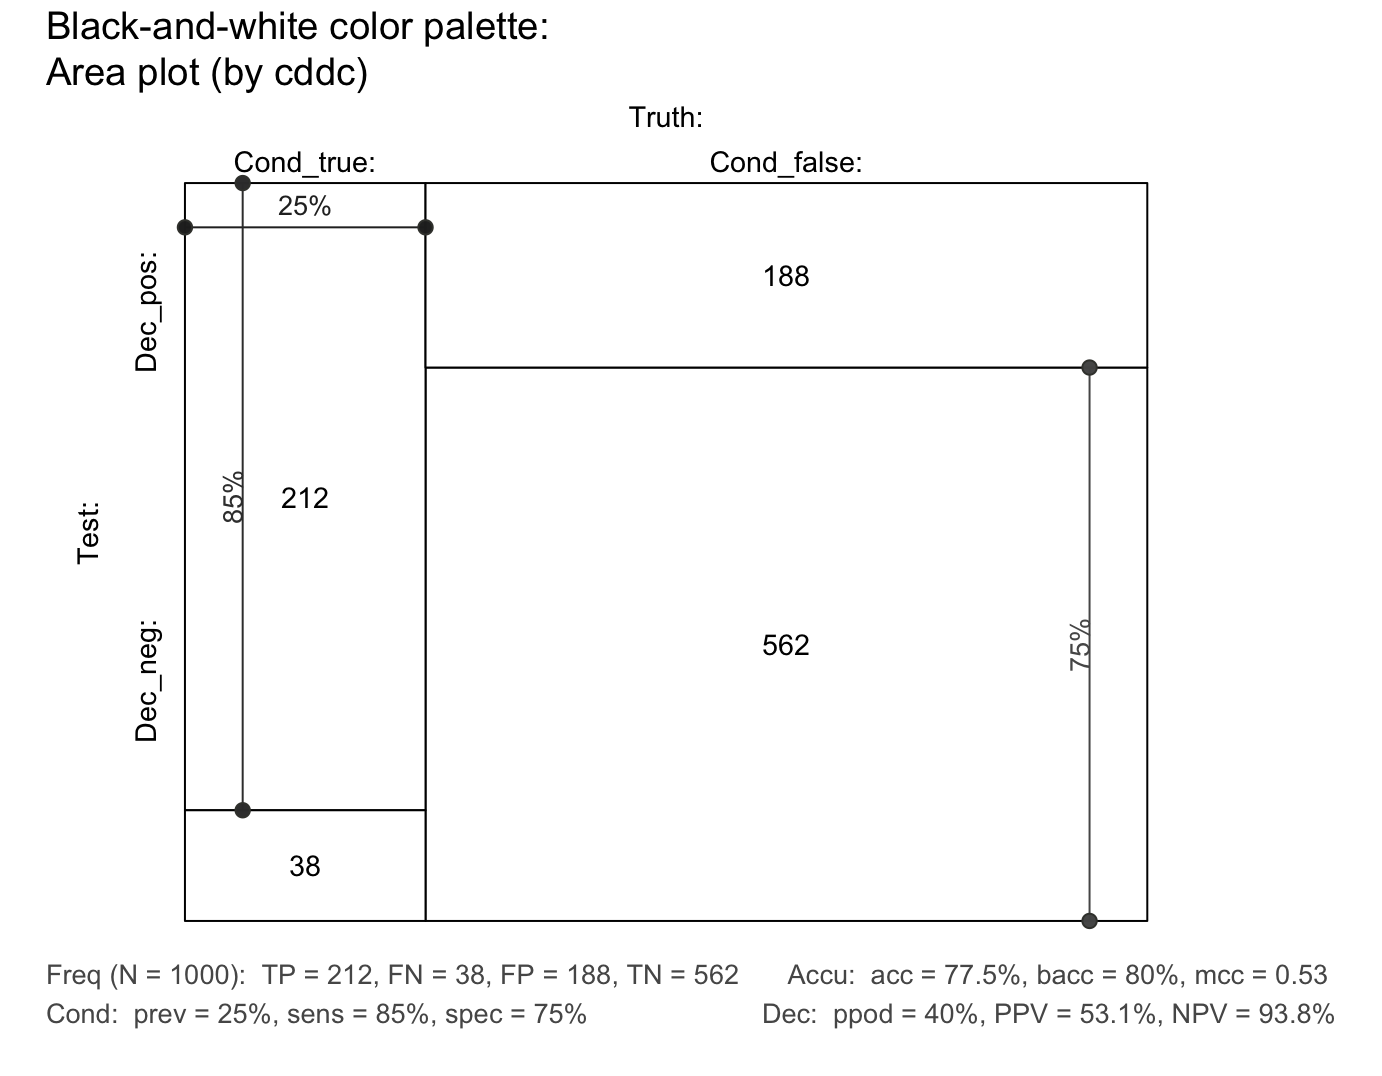 Black-and-white color palette:
Area plot (by cddc)
Truth:
Cond_true:
Cond_false:
25%
Dec_pos:
188
85%
212
Test:
Dec_neg:
562
75%
38
Freq (N = 1000):  TP = 212, FN = 38, FP = 188, TN = 562
Accu:  acc = 77.5%, bacc = 80%, mcc = 0.53
Cond:  prev = 25%, sens = 85%, spec = 75%
Dec:  ppod = 40%, PPV = 53.1%, NPV = 93.8%